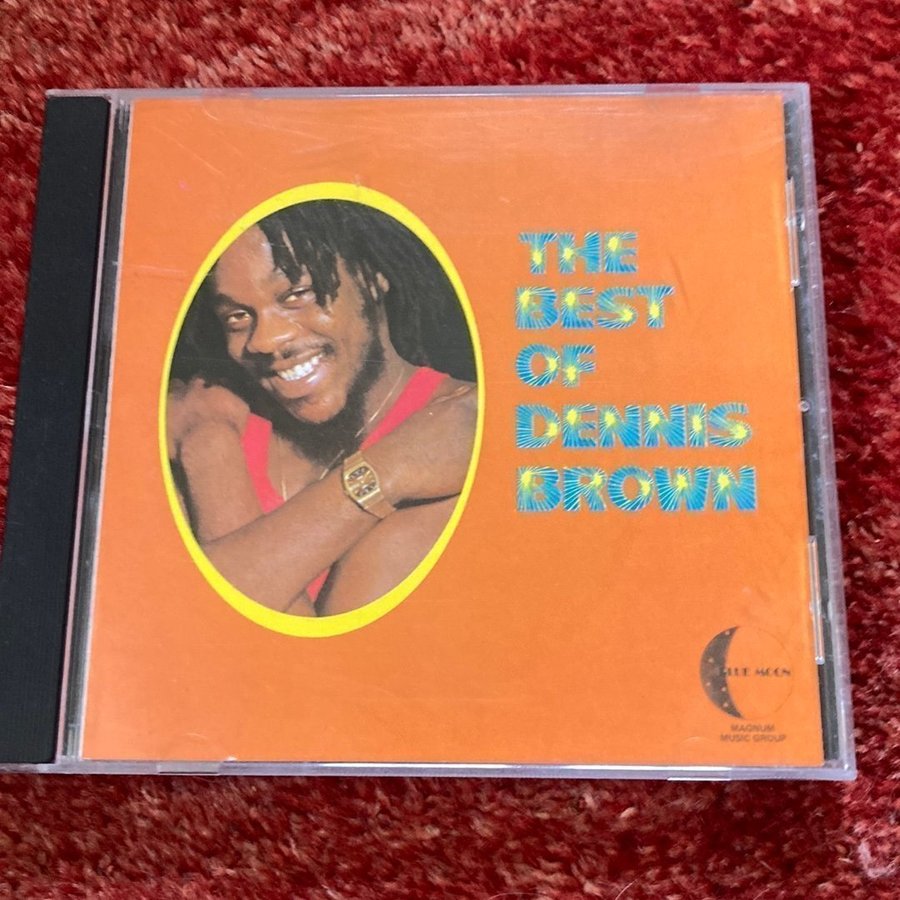 THE
BEST
OF
DENNIS
BROWN
BLUE MOON
MAGNUM
MUSIC GROUP